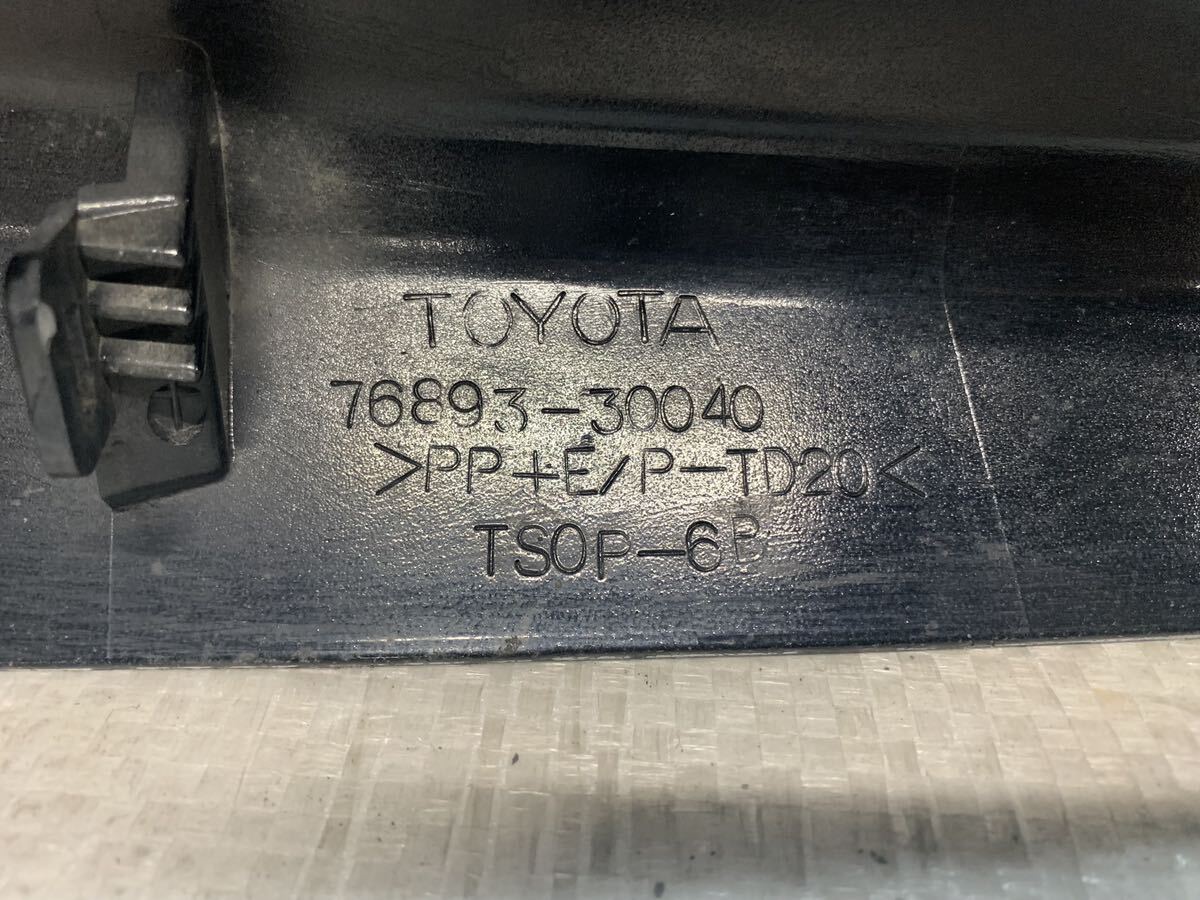 TOYOTA
76893-30040
>PP+E/P-TD20<
TSOP-6B